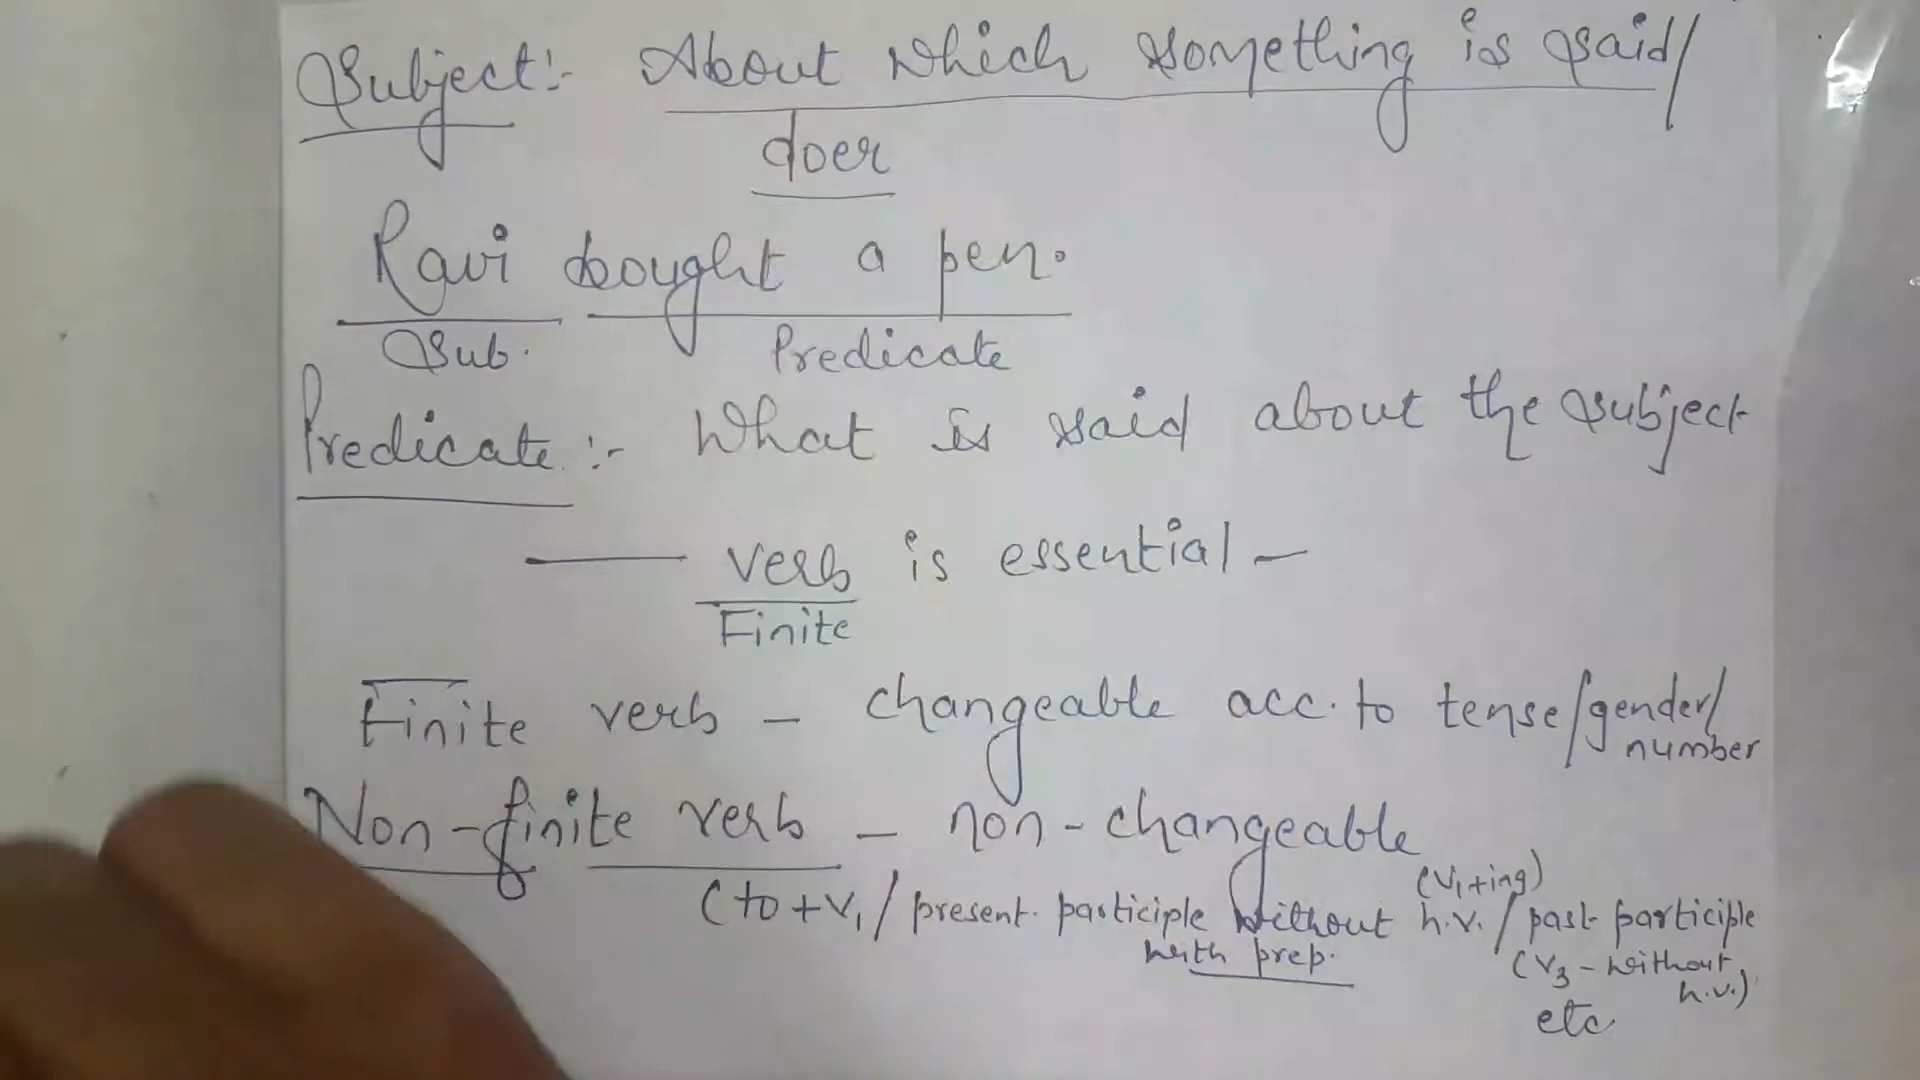 Subject:- About which something is said/
doer
Ravi bought a pen.
Sub. Predicate
Predicate:- What is said about the subject
— verb is essential —
Finite
Finite verb - changeable acc. to tense/gender/
number
Non-finite verb - non-changeable
(V1+ing)
(to+V1/present participle without h.v./past participle
with prep. (V3-without
h.v.)
etc